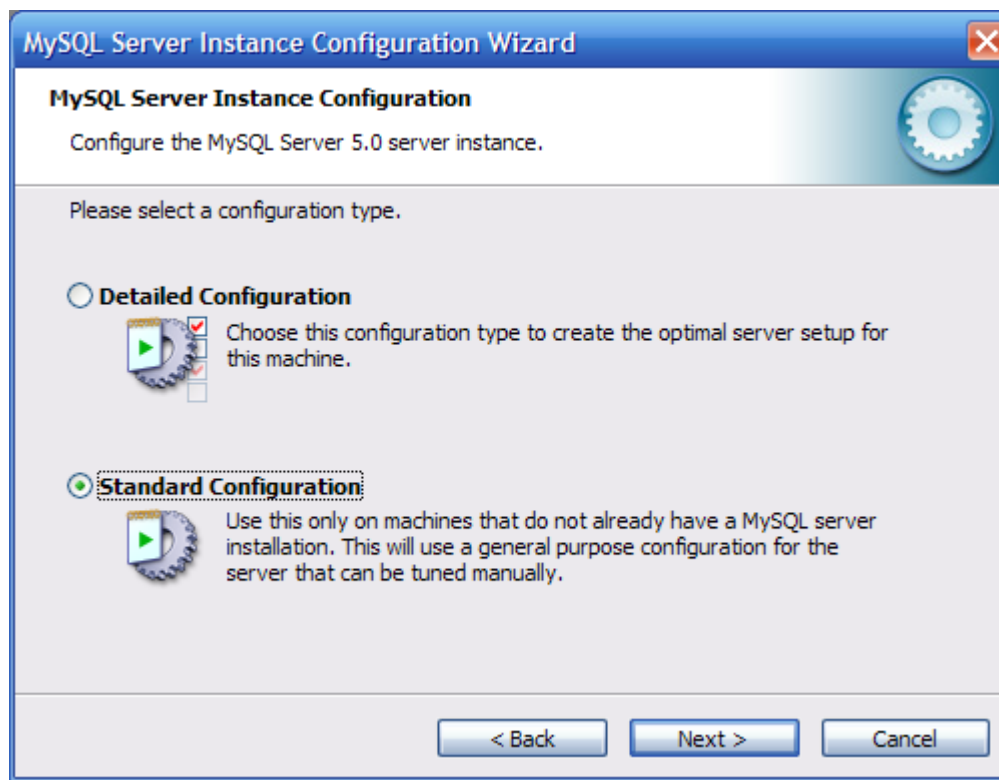 MySQL Server Instance Configuration Wizard
MySQL Server Instance Configuration
Configure the MySQL Server 5.0 server instance.
Please select a configuration type.
Detailed Configuration
Choose this configuration type to create the optimal server setup for
this machine.
Standard Configuration
Use this only on machines that do not already have a MySQL server
installation. This will use a general purpose configuration for the
server that can be tuned manually.
< Back Next > Cancel